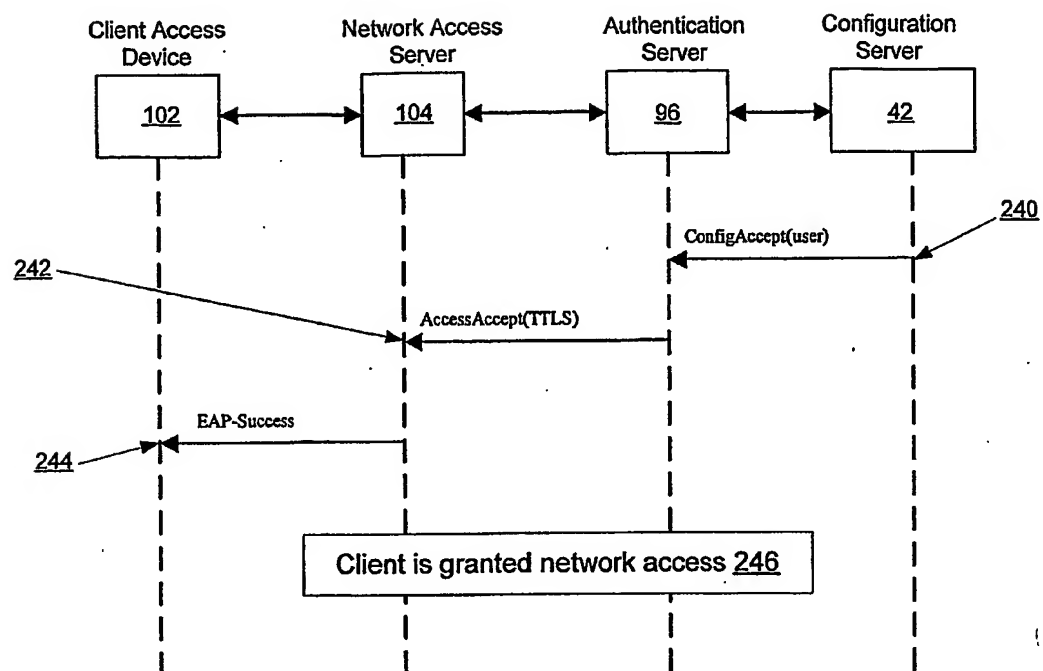 Client Access
Device
Network Access
Server
Authentication
Server
Configuration
Server
102
104
96
42
240
ConfigAccept(user)
242
AccessAccept(TTLS)
EAP-Success
244
Client is granted network access 246